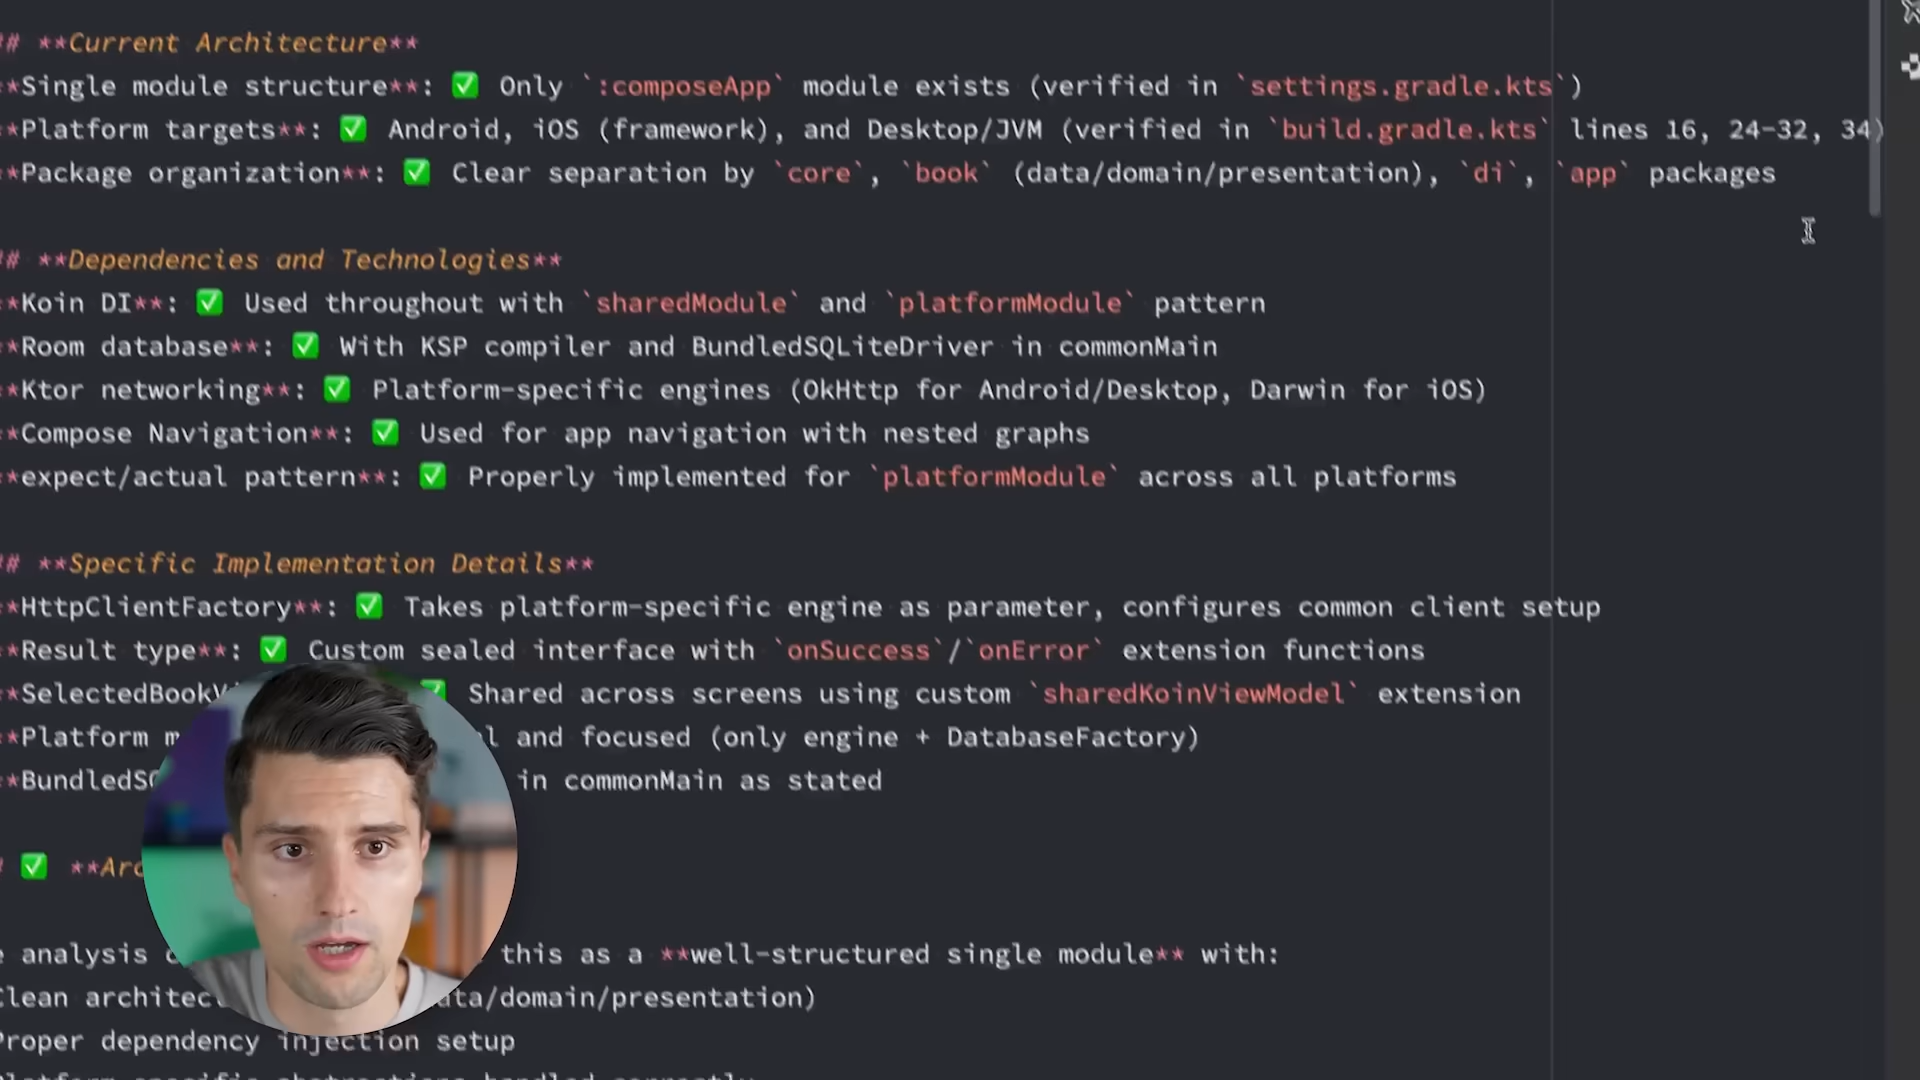 ## **Current Architecture**
**Single module structure**: ✅ Only `:composeApp` module exists (verified in `settings.gradle.kts`)
**Platform targets**: ✅ Android, iOS (framework), and Desktop/JVM (verified in `build.gradle.kts` lines 16, 24-32, 34)
**Package organization**: ✅ Clear separation by `core`, `book` (data/domain/presentation), `di`, `app` packages
## **Dependencies and Technologies**
**Koin DI**: ✅ Used throughout with `sharedModule` and `platformModule` pattern
**Room database**: ✅ With KSP compiler and BundledSQLiteDriver in commonMain
**Ktor networking**: ✅ Platform-specific engines (OkHttp for Android/Desktop, Darwin for iOS)
**Compose Navigation**: ✅ Used for app navigation with nested graphs
**expect/actual pattern**: ✅ Properly implemented for `platformModule` across all platforms
## **Specific Implementation Details**
**HttpClientFactory**: ✅ Takes platform-specific engine as parameter, configures common client setup
**Result type**: ✅ Custom sealed interface with `onSuccess`/`onError` extension functions
**SelectedBookV ✅ Shared across screens using custom `sharedKoinViewModel` extension
**Platform and focused (only engine + DatabaseFactory)
**BundledSQ in commonMain as stated
# ✅ **Arc
analysis this as a **well-structured single module** with:
Clean architec data/domain/presentation)
Proper dependency injection setup